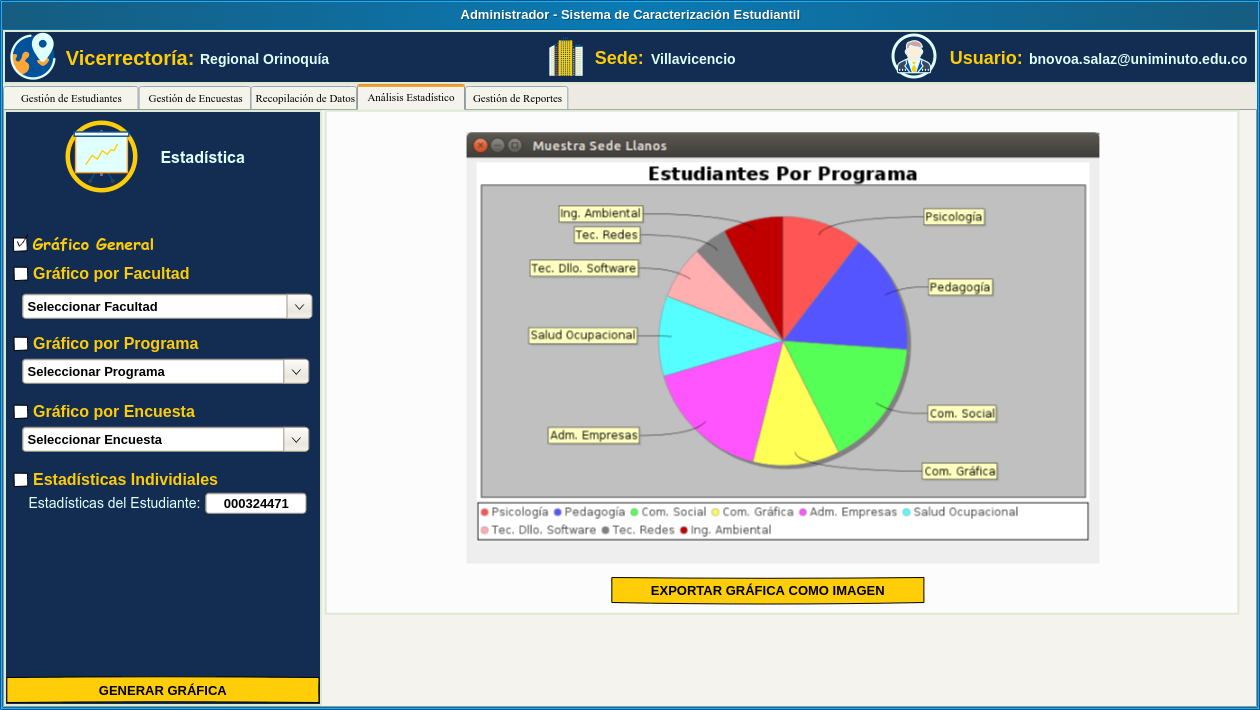 Administrador - Sistema de Caracterización Estudiantil
Vicerrectoría: Regional Orinoquía
Sede: Villavicencio
Usuario: bnovoa.salaz@uniminuto.edu.co
Gestión de Estudiantes
Gestión de Encuestas
Recopilación de Datos
Análisis Estadístico
Gestión de Reportes
Estadística
Gráfico General
Gráfico por Facultad
Seleccionar Facultad
Gráfico por Programa
Seleccionar Programa
Gráfico por Encuesta
Seleccionar Encuesta
Estadísticas Individiales
Estadísticas del Estudiante: 000324471
GENERAR GRÁFICA
Muestra Sede Llanos
Estudiantes Por Programa
Ing. Ambiental
Psicología
Tec. Redes
Tec. Dllo. Software
Pedagogía
Salud Ocupacional
Com. Social
Adm. Empresas
Com. Gráfica
Psicología Pedagogía Com. Social Com. Gráfica Adm. Empresas Salud Ocupacional
Tec. Dllo. Software Tec. Redes Ing. Ambiental
EXPORTAR GRÁFICA COMO IMAGEN